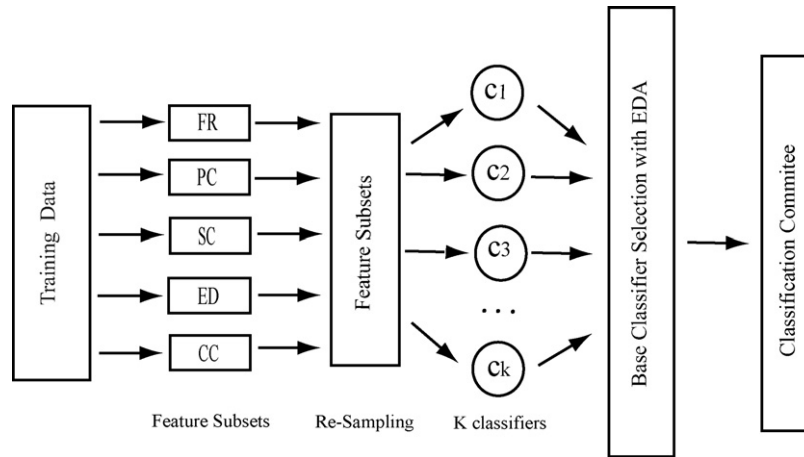 Training Data
FR
PC
SC
ED
CC
Feature Subsets
Feature Subsets
Re-Sampling
c1
c2
c3
...
ck
K classifiers
Base Classifier Selection with EDA
Classification Commitee